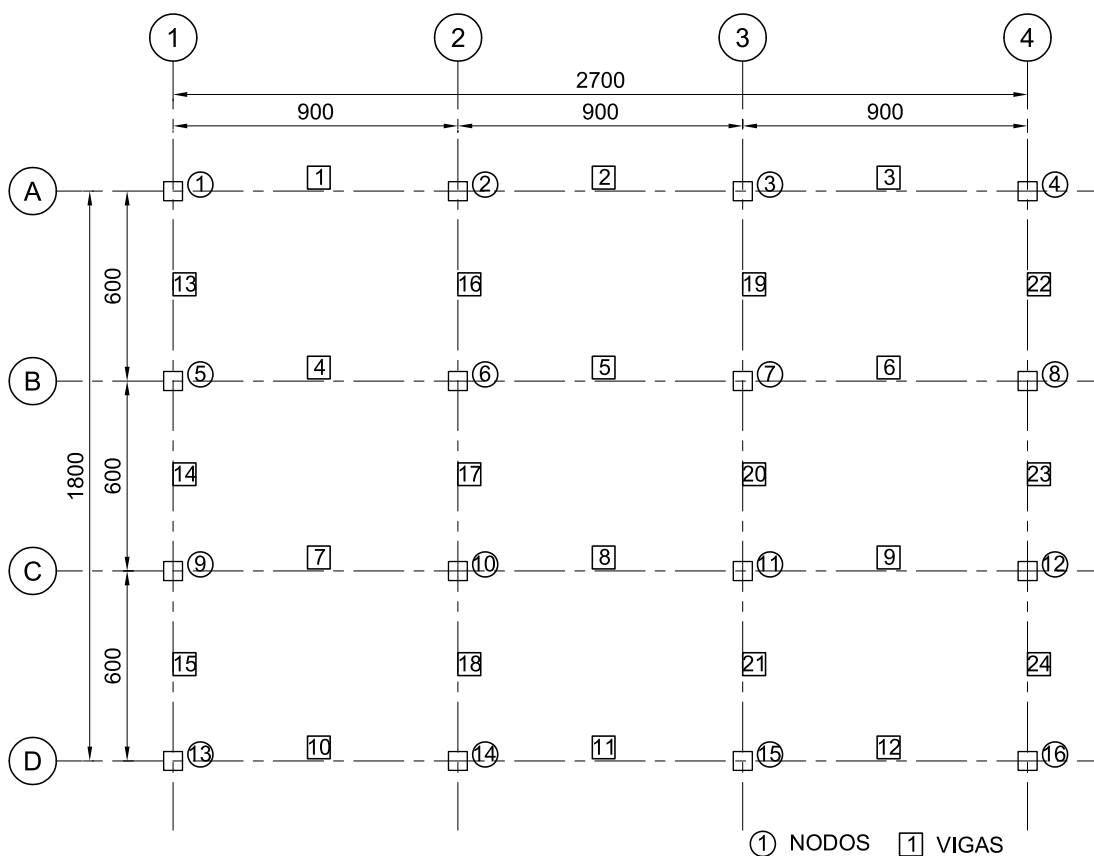 1 2 3 4
2700
900 900 900
A 1 1 2 2 3 3 4
600 13 16 19 22
B 5 4 6 5 7 6 8
1800 600 14 17 20 23
C 9 7 10 8 11 9 12
600 15 18 21 24
D 13 10 14 11 15 12 16
1 NODOS 1 VIGAS